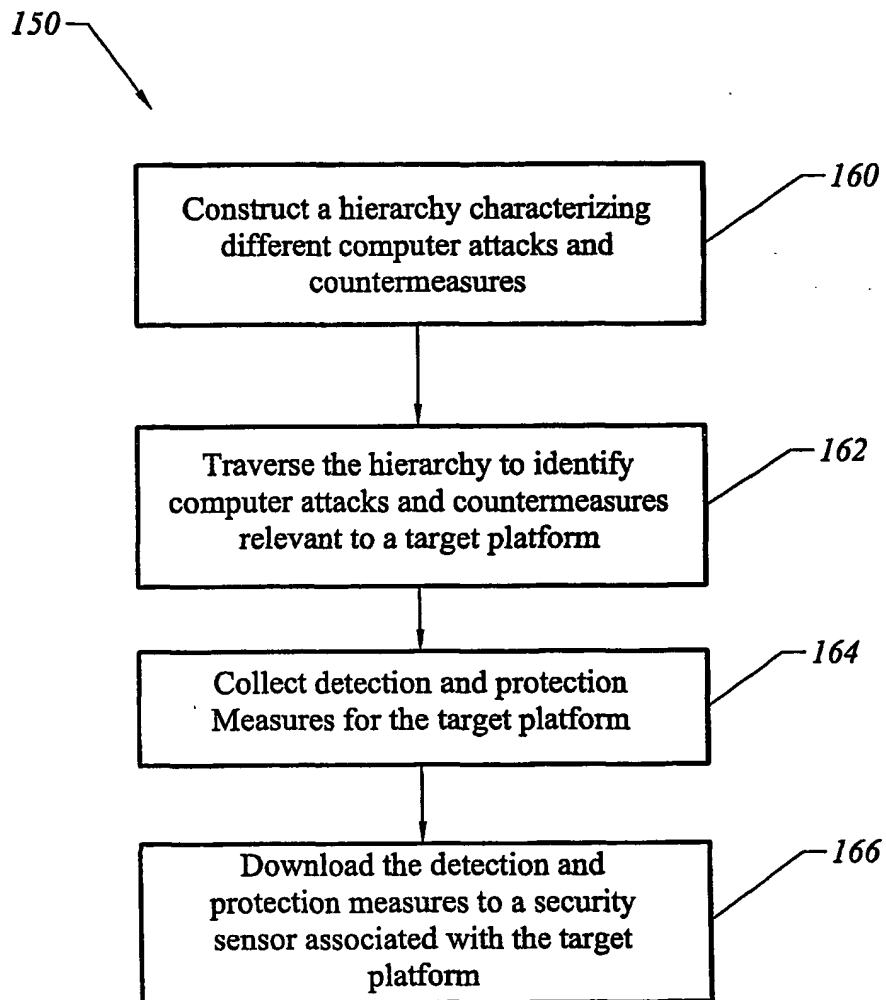 150
160
Construct a hierarchy characterizing
different computer attacks and
countermeasures
162
Traverse the hierarchy to identify
computer attacks and countermeasures
relevant to a target platform
164
Collect detection and protection
Measures for the target platform
166
Download the detection and
protection measures to a security
sensor associated with the target
platform